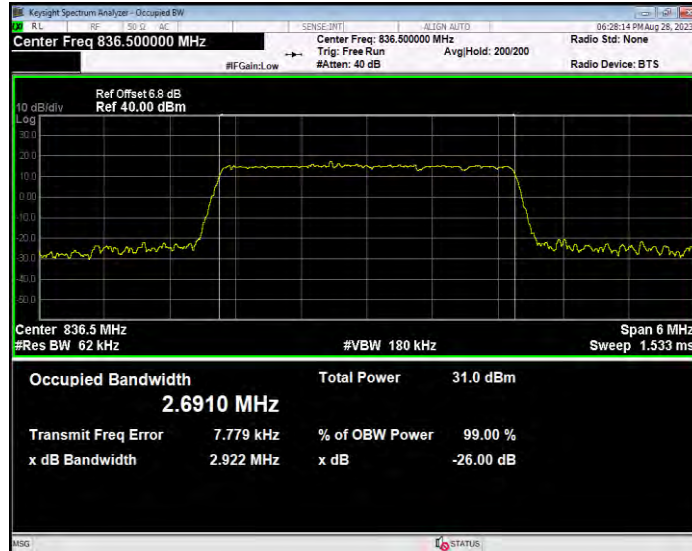 Keysight Spectrum Analyzer - Occupied BW
RL RF 50 Ω AC SENSE:INT ALIGN AUTO 06:28:14 PM Aug 28, 2023
Center Freq 836.500000 MHz
Center Freq: 836.500000 MHz
Radio Std: None
Trig: Free Run
Avg|Hold: 200/200
#IFGain:Low
#Atten: 40 dB
Radio Device: BTS
Ref Offset 6.8 dB
10 dB/div
Ref 40.00 dBm
Log
30.0
20.0
10.0
0.00
-10.0
-20.0
-30.0
-40.0
-50.0
Center 836.5 MHz
Span 6 MHz
#Res BW 62 kHz
#VBW 180 kHz
Sweep 1.533 ms
Occupied Bandwidth
Total Power 31.0 dBm
2.6910 MHz
Transmit Freq Error 7.779 kHz
% of OBW Power 99.00 %
x dB Bandwidth 2.922 MHz
x dB -26.00 dB
MSG
STATUS